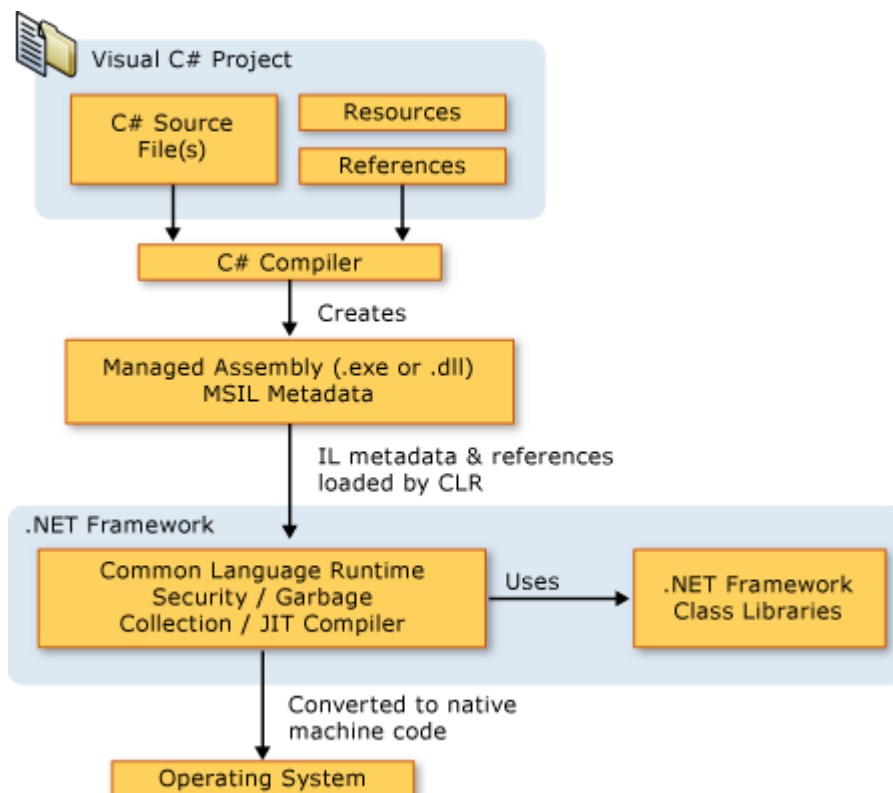 Visual C# Project
C# Source
File(s)
Resources
References
C# Compiler
Creates
Managed Assembly (.exe or .dll)
MSIL Metadata
IL metadata & references
loaded by CLR
.NET Framework
Common Language Runtime
Security / Garbage
Collection / JIT Compiler
Uses
.NET Framework
Class Libraries
Converted to native
machine code
Operating System